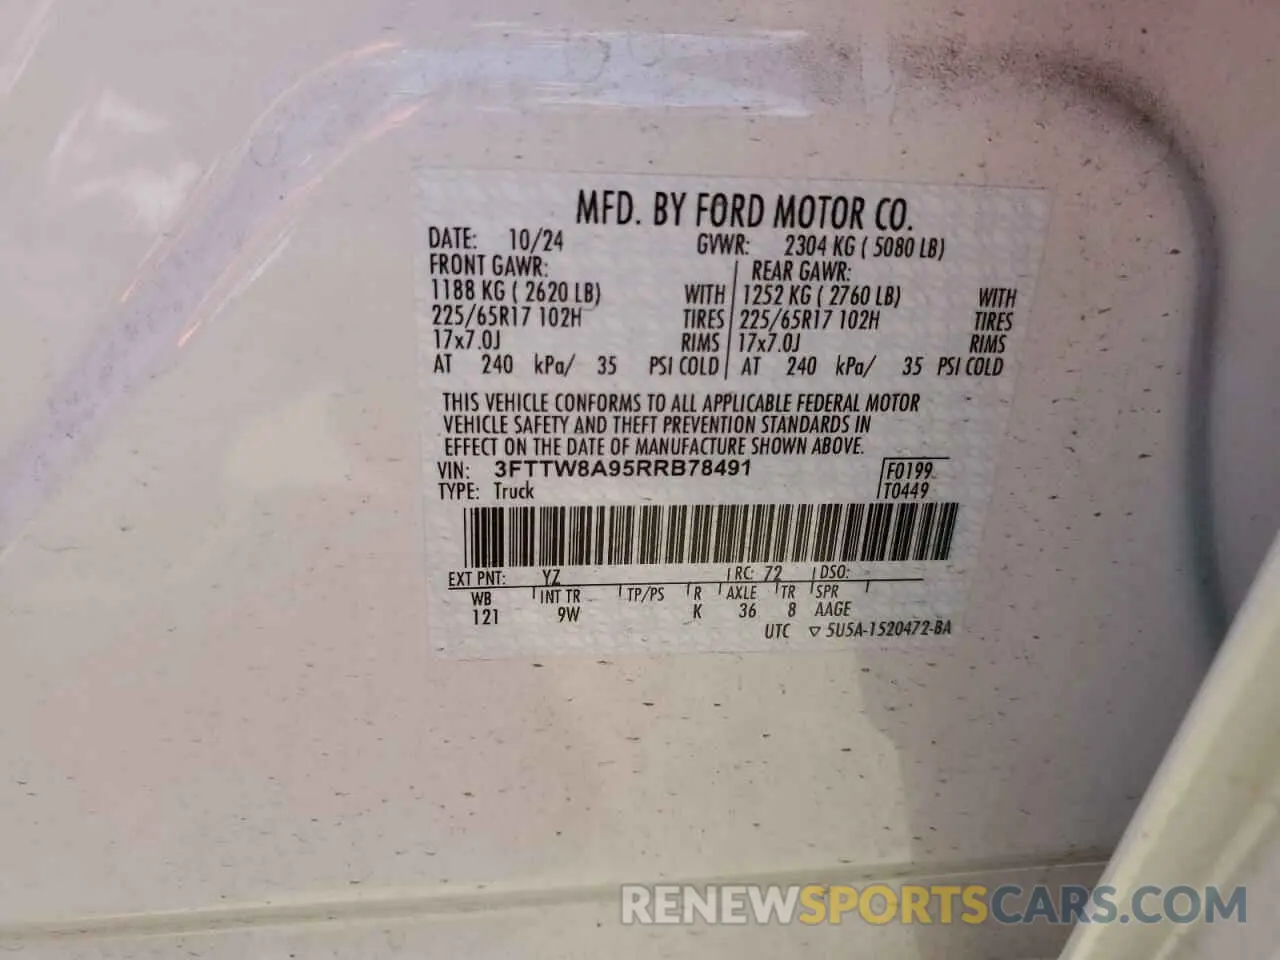 MFD. BY FORD MOTOR CO.
DATE: 10/24 GVWR: 2304 KG ( 5080 LB)
FRONT GAWR: REAR GAWR:
1188 KG ( 2620 LB) WITH 1252 KG ( 2760 LB) WITH
225/65R17 102H TIRES 225/65R17 102H TIRES
17x7.0J RIMS 17x7.0J RIMS
AT 240 kPa/ 35 PSI COLD AT 240 kPa/ 35 PSI COLD
THIS VEHICLE CONFORMS TO ALL APPLICABLE FEDERAL MOTOR
VEHICLE SAFETY AND THEFT PREVENTION STANDARDS IN
EFFECT ON THE DATE OF MANUFACTURE SHOWN ABOVE.
VIN: 3FTTW8A95RRB78491 F0199
TYPE: Truck T0449
EXT PNT: YZ RC: 72 DSO:
WB INT TR TP/PS R AXLE TR SPR
121 9W K 36 8 AAGE
UTC ▽ 5U5A-1520472-BA
RENEWSPORTSCARS.COM